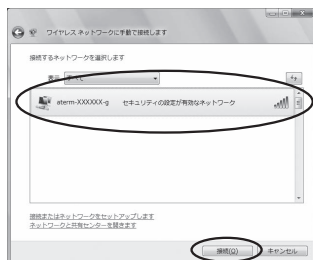 ワイヤレス ネットワークに手動で接続します
接続するネットワークを選択します
表示 すべて
aterm-XXXXXX-g セキュリティの設定が有効なネットワーク
接続またはネットワークをセットアップします
ネットワークと共有センターを開きます
接続(O) キャンセル